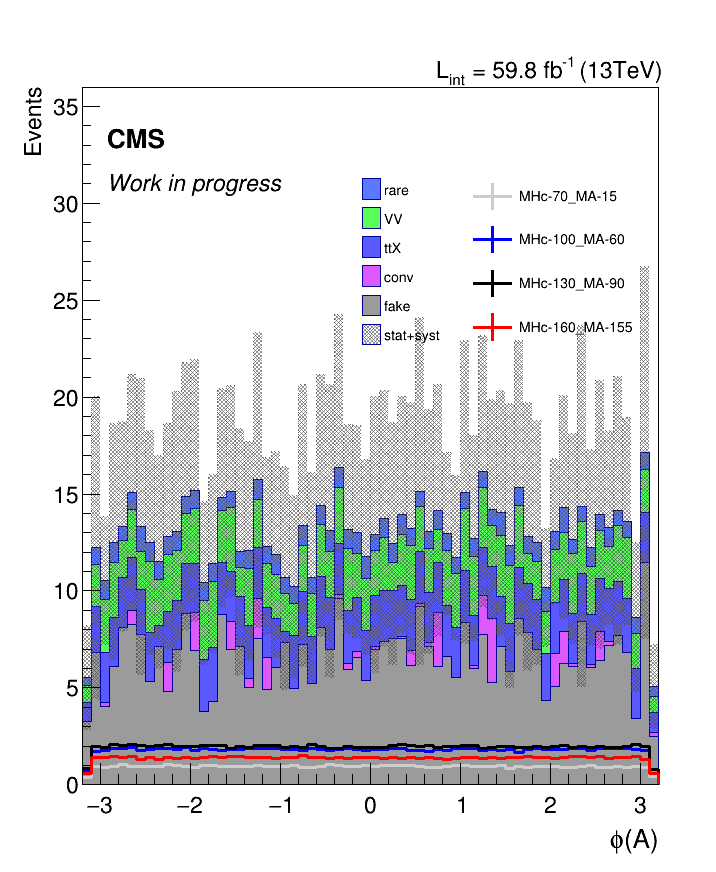 L_int = 59.8 fb^-1 (13TeV)
Events
CMS
Work in progress
rare
VV
ttX
conv
fake
stat+syst
MHc-70_MA-15
MHc-100_MA-60
MHc-130_MA-90
MHc-160_MA-155
35
30
25
20
15
10
5
0
−3 −2 −1 0 1 2 3
ϕ(A)